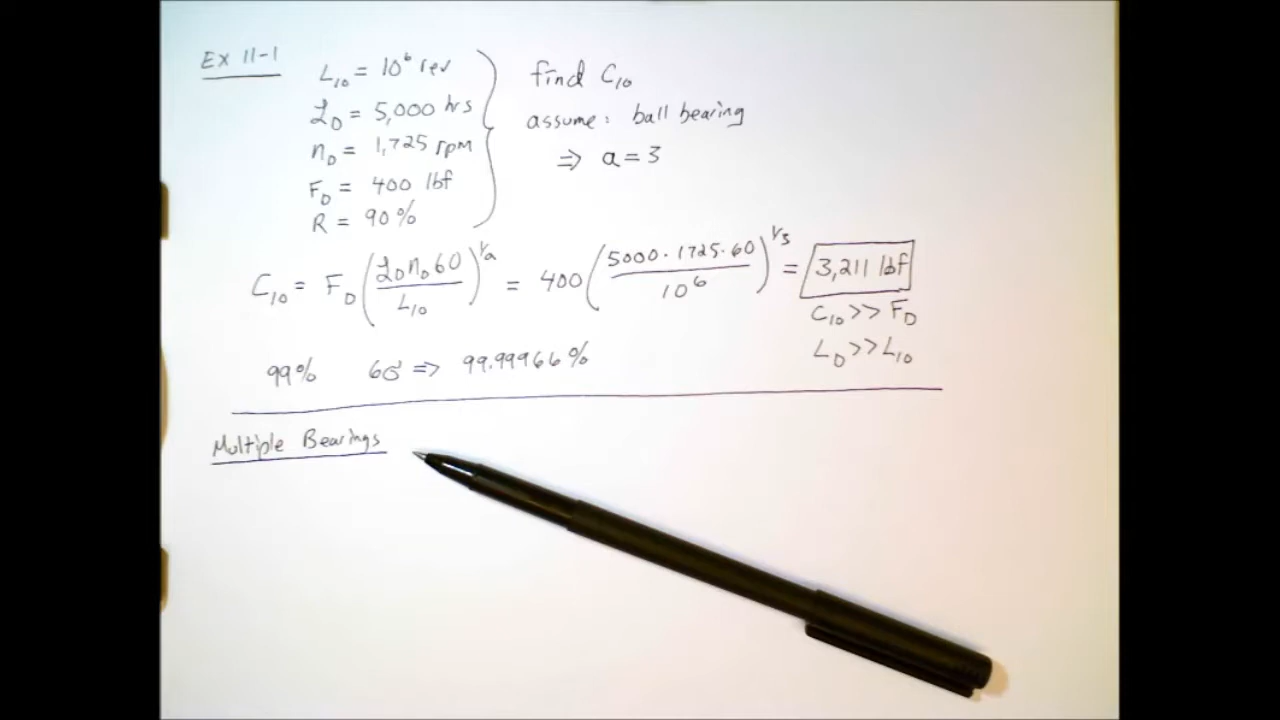 Ex 11-1
L10 = 10^6 rev
ℒD = 5,000 hrs
nD = 1,725 rpm
FD = 400 lbf
R = 90%
find C10
assume: ball bearing
⇒ a = 3
C10 = FD (ℒD nD 60 / L10)^1/a = 400 (5000 · 1725 · 60 / 10^6)^1/3 = 3,211 lbf
C10 >> FD
LD >> L10
99% 6σ ⇒ 99.99966%
Multiple Bearings